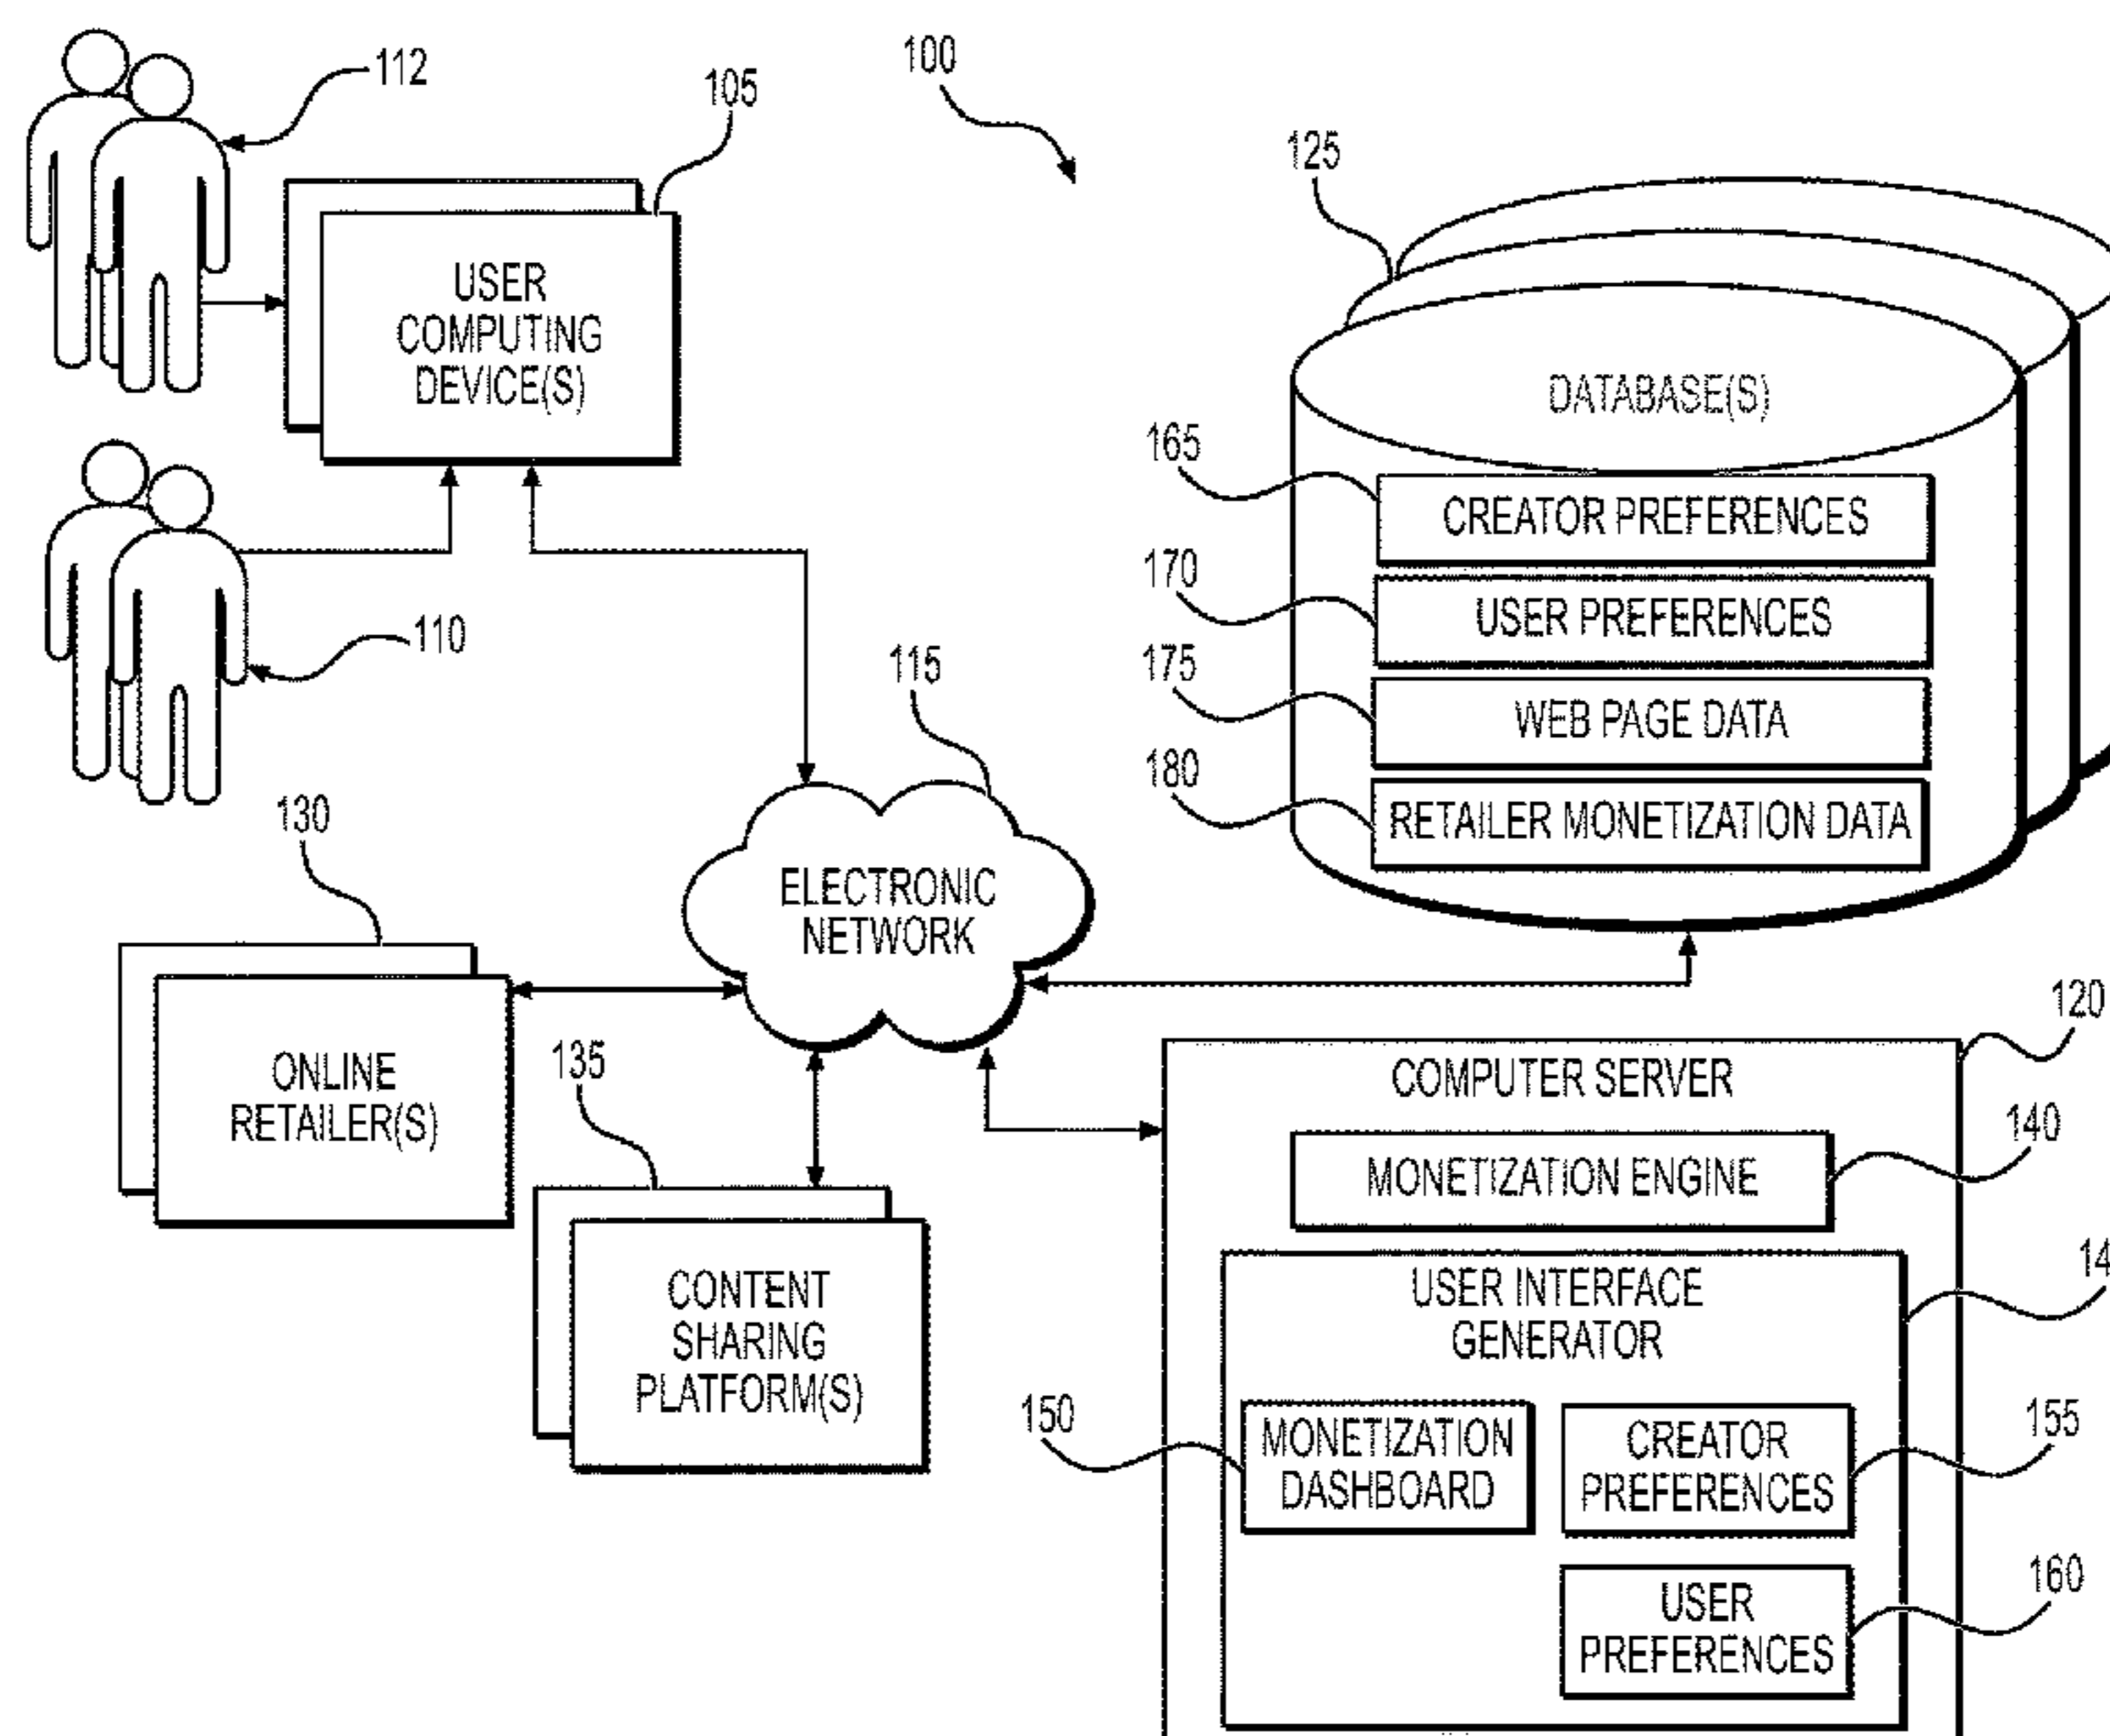 112
105
100
125
USER
COMPUTING
DEVICE(S)
DATABASE(S)
165
CREATOR PREFERENCES
170
USER PREFERENCES
175
WEB PAGE DATA
180
RETAILER MONETIZATION DATA
110
115
130
ELECTRONIC
NETWORK
ONLINE
RETAILER(S)
135
CONTENT
SHARING
PLATFORM(S)
120
COMPUTER SERVER
140
MONETIZATION ENGINE
14
USER INTERFACE
GENERATOR
150
MONETIZATION
DASHBOARD
155
CREATOR
PREFERENCES
160
USER
PREFERENCES